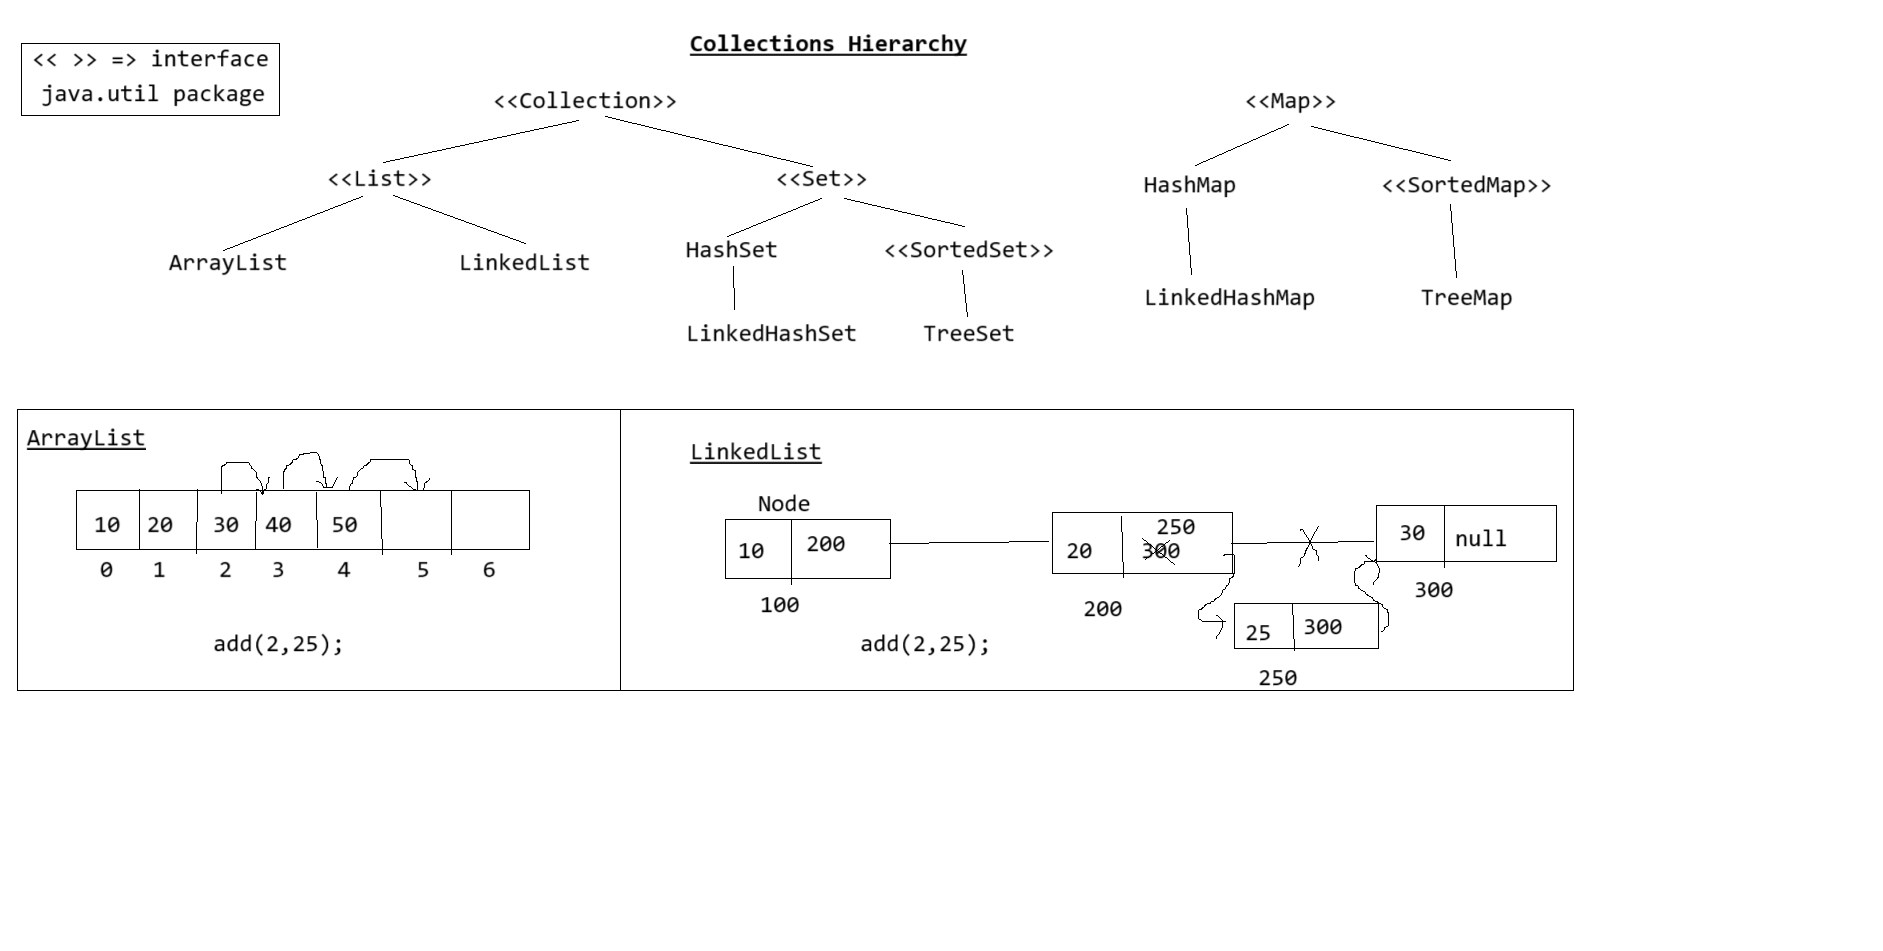 Collections Hierarchy
<< >> => interface
java.util package
<<Collection>>
<<Map>>
<<List>>
<<Set>>
HashMap
<<SortedMap>>
ArrayList
LinkedList
HashSet
<<SortedSet>>
LinkedHashMap
TreeMap
LinkedHashSet
TreeSet
ArrayList
10 20 30 40 50
0 1 2 3 4 5 6
add(2,25);
LinkedList
Node
10 200
100
250
20 300
200
30 null
300
25 300
250
add(2,25);